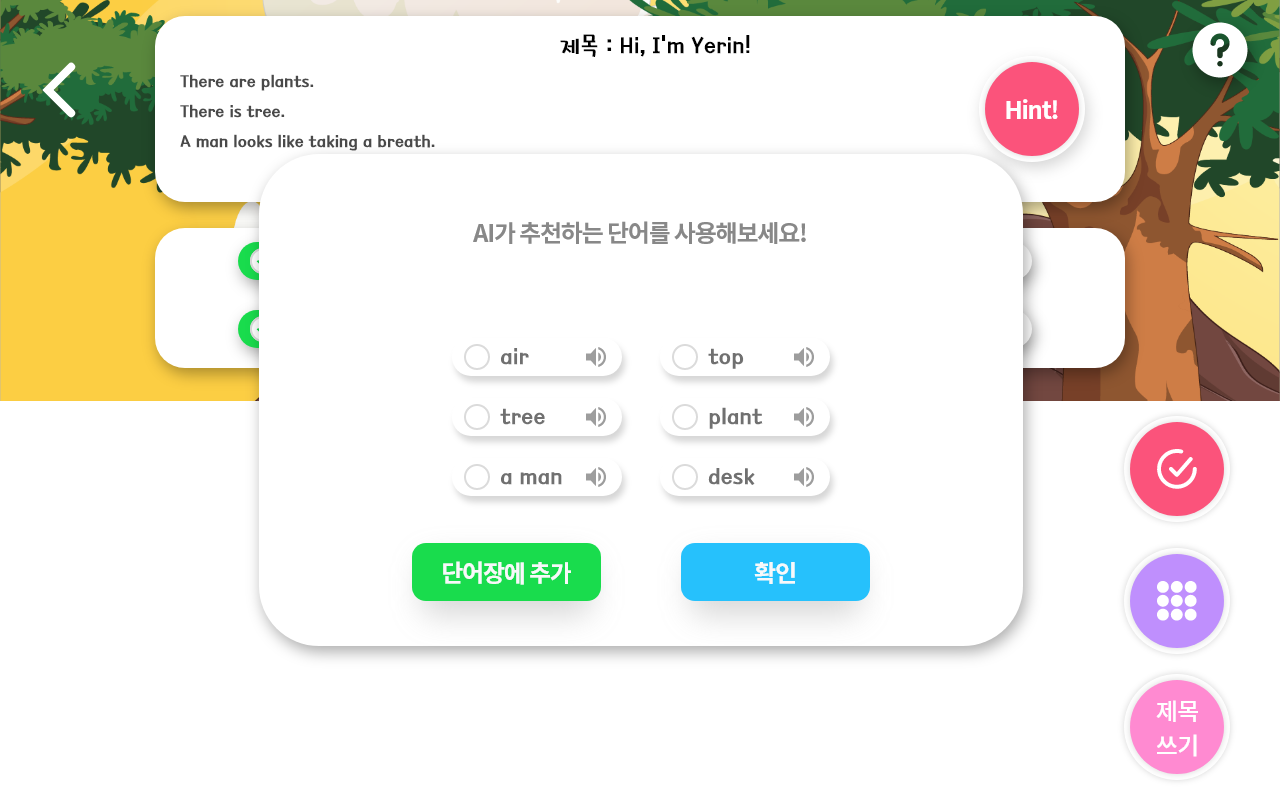 제목 : Hi, I'm Yerin!
There are plants.
There is tree.
A man looks like taking a breath.
Hint!
?
AI가 추천하는 단어를 사용해보세요!
air
top
tree
plant
a man
desk
단어장에 추가
확인
제목
쓰기